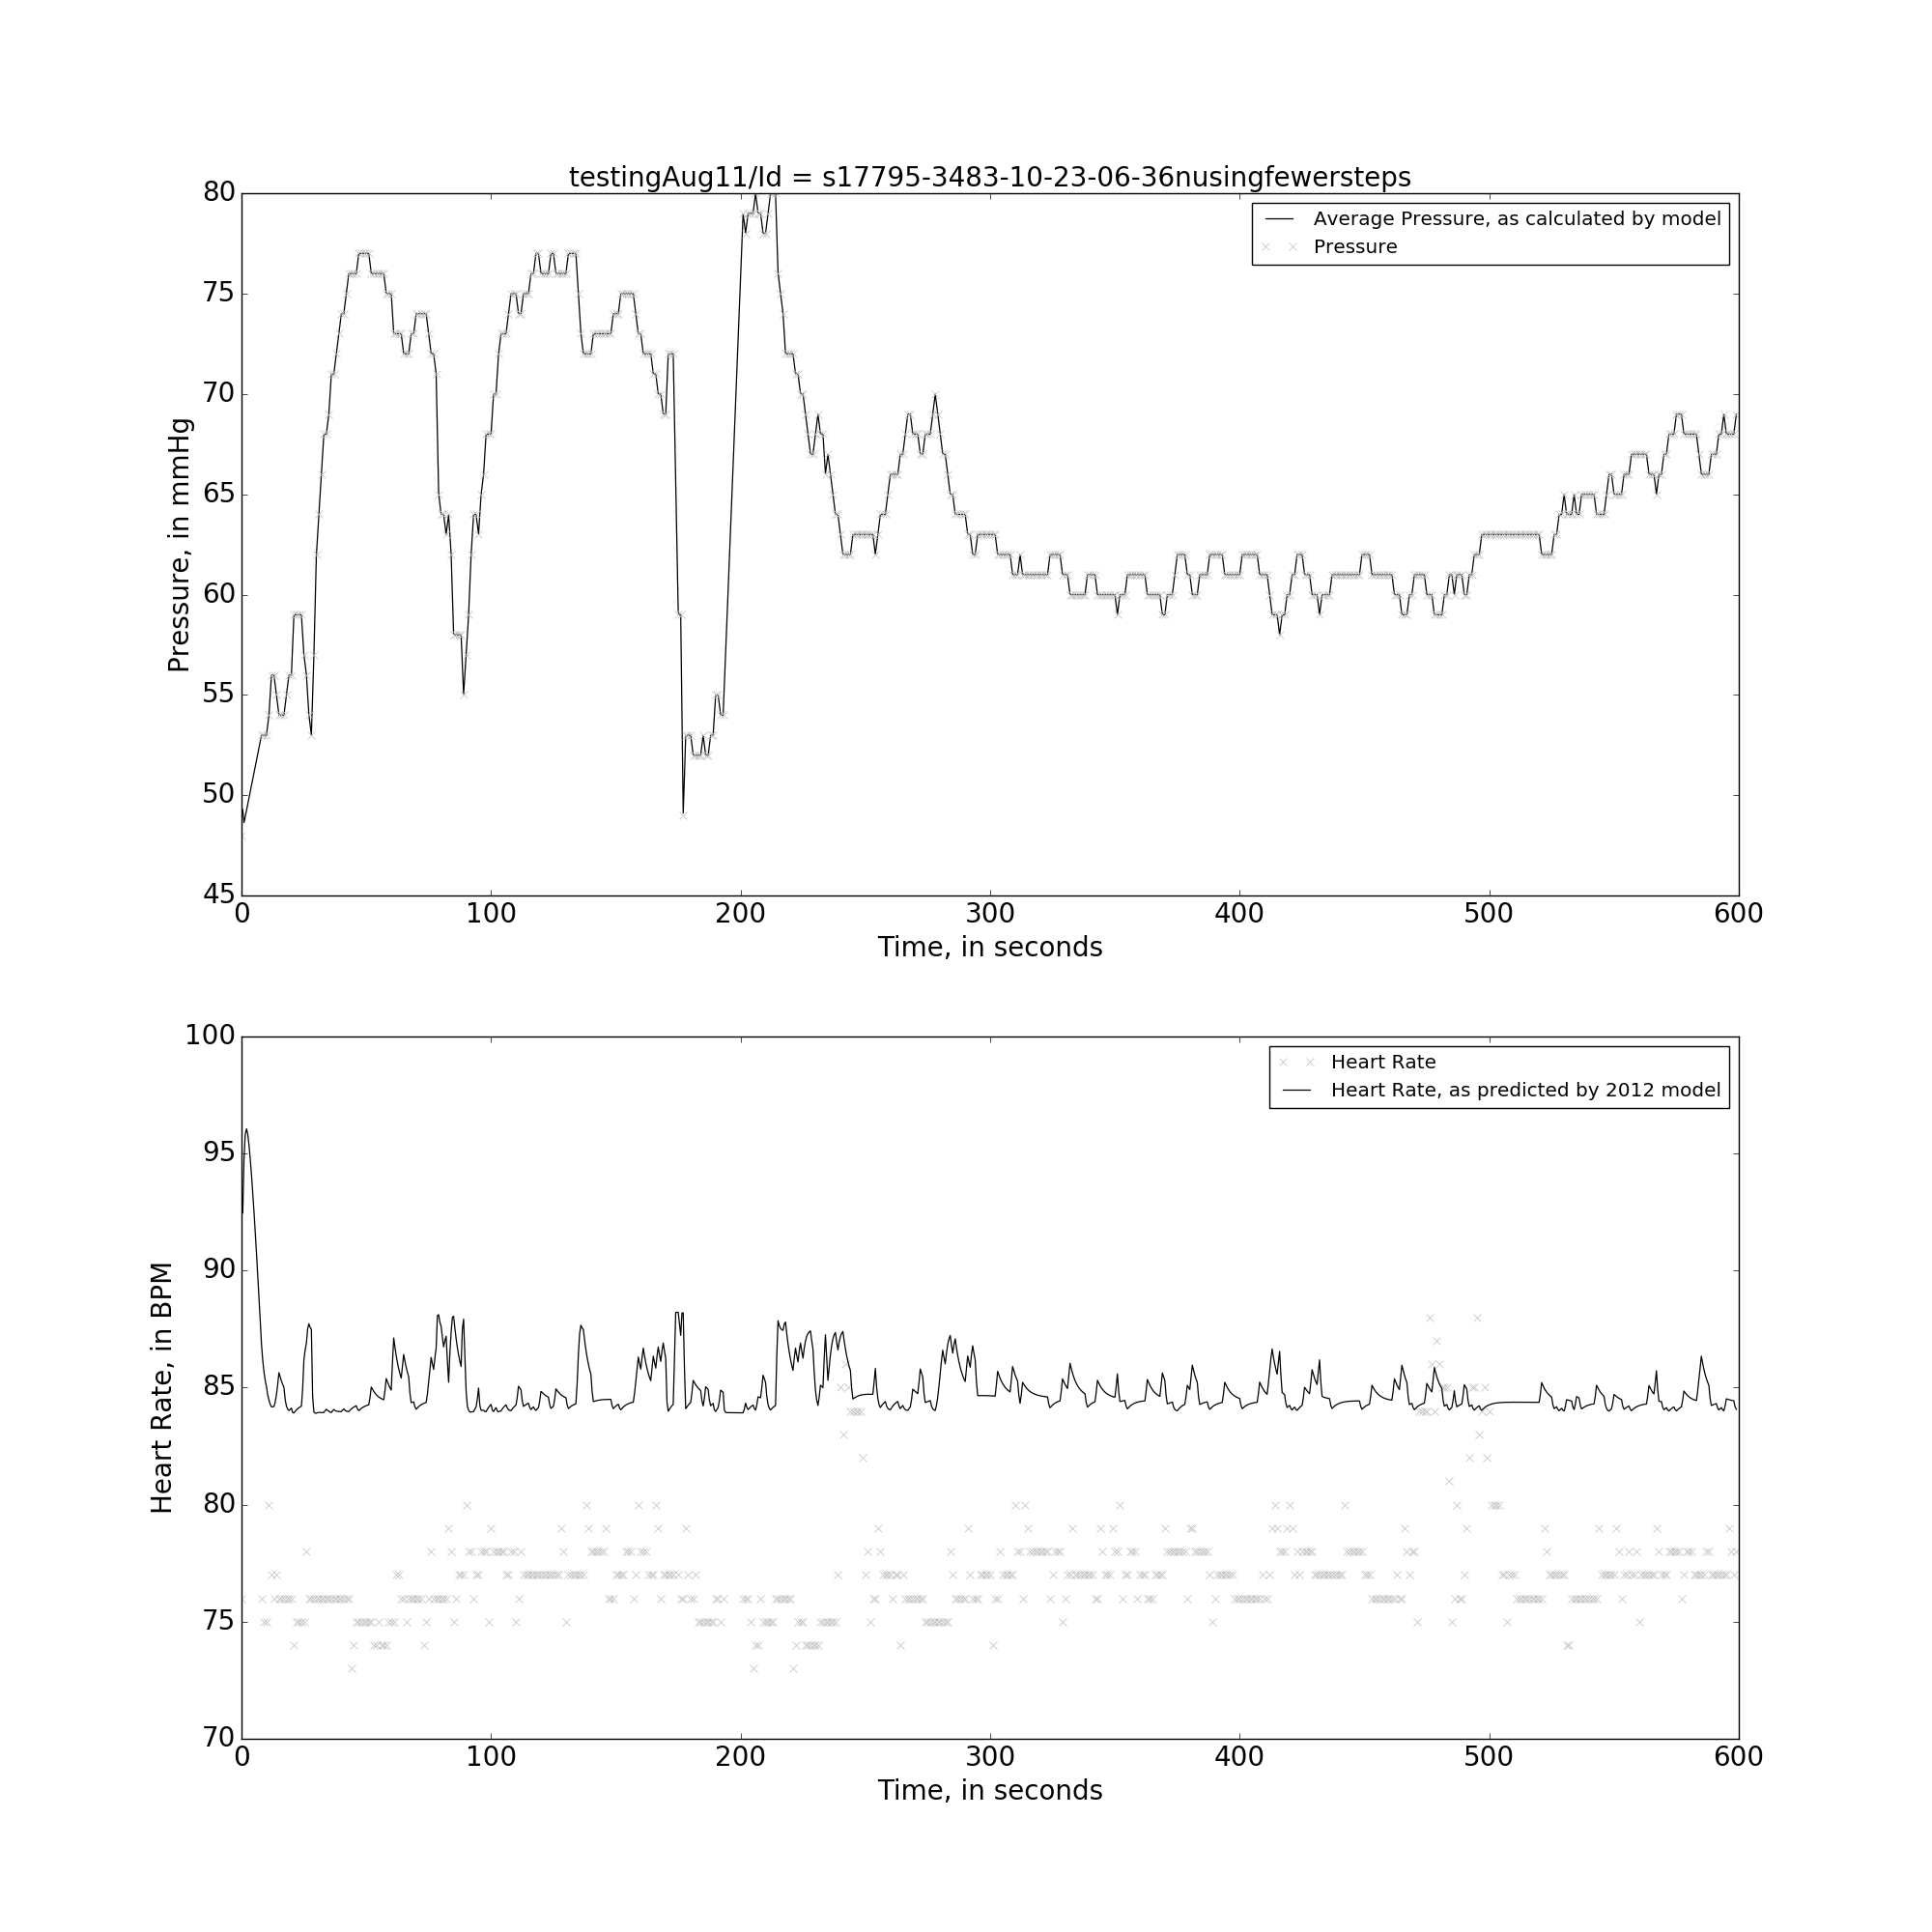 testingAug11/Id = s17795-3483-10-23-06-36nusingfewersteps
80
75
70
65
60
55
50
45
Pressure, in mmHg
Average Pressure, as calculated by model
Pressure
0 100 200 300 400 500 600
Time, in seconds
100
95
90
85
80
75
70
Heart Rate, in BPM
Heart Rate
Heart Rate, as predicted by 2012 model
0 100 200 300 400 500 600
Time, in seconds